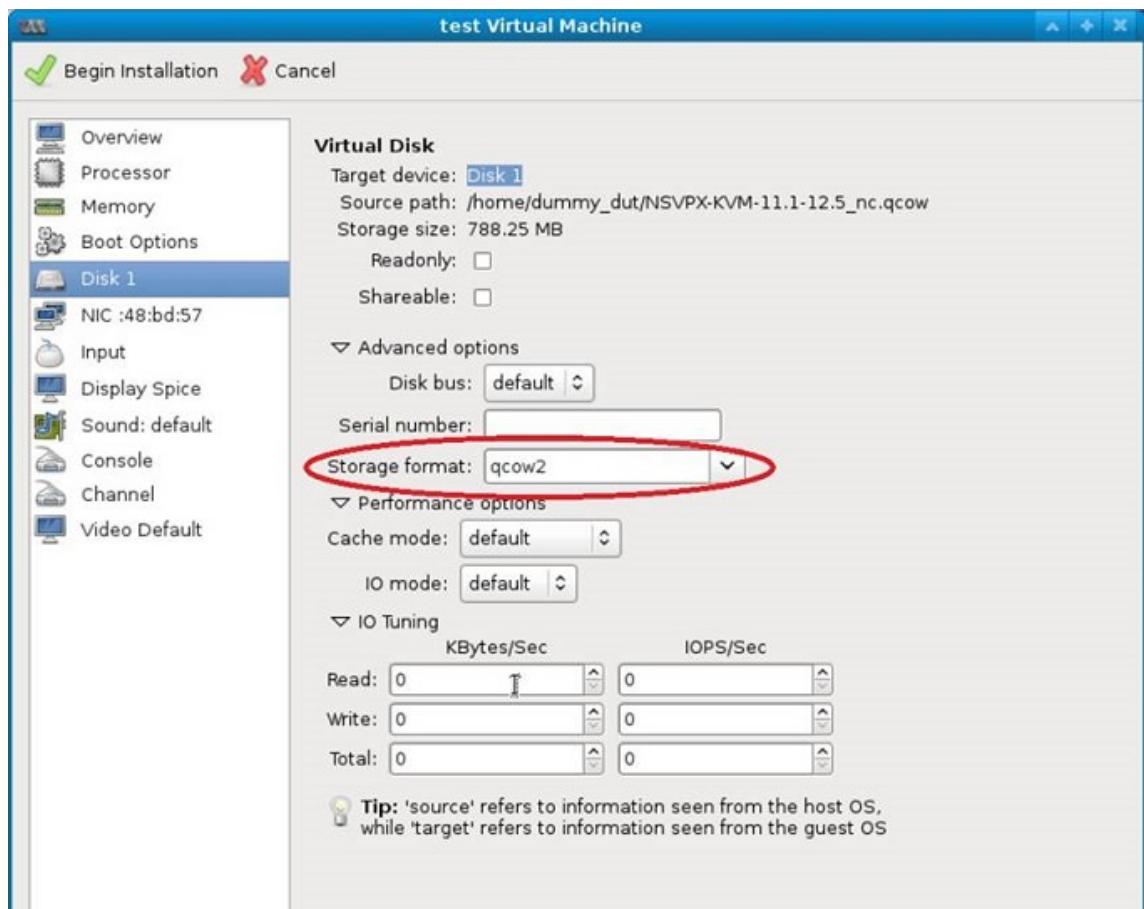 test Virtual Machine
Begin Installation Cancel
Overview
Processor
Memory
Boot Options
Disk 1
NIC :48:bd:57
Input
Display Spice
Sound: default
Console
Channel
Video Default
Virtual Disk
Target device: Disk 1
Source path: /home/dummy_dut/NSVPX-KVM-11.1-12.5_nc.qcow
Storage size: 788.25 MB
Readonly:
Shareable:
Advanced options
Disk bus: default
Serial number:
Storage format: qcow2
Performance options
Cache mode: default
IO mode: default
IO Tuning
KBytes/Sec IOPS/Sec
Read: 0 0
Write: 0 0
Total: 0 0
Tip: 'source' refers to information seen from the host OS,
while 'target' refers to information seen from the guest OS